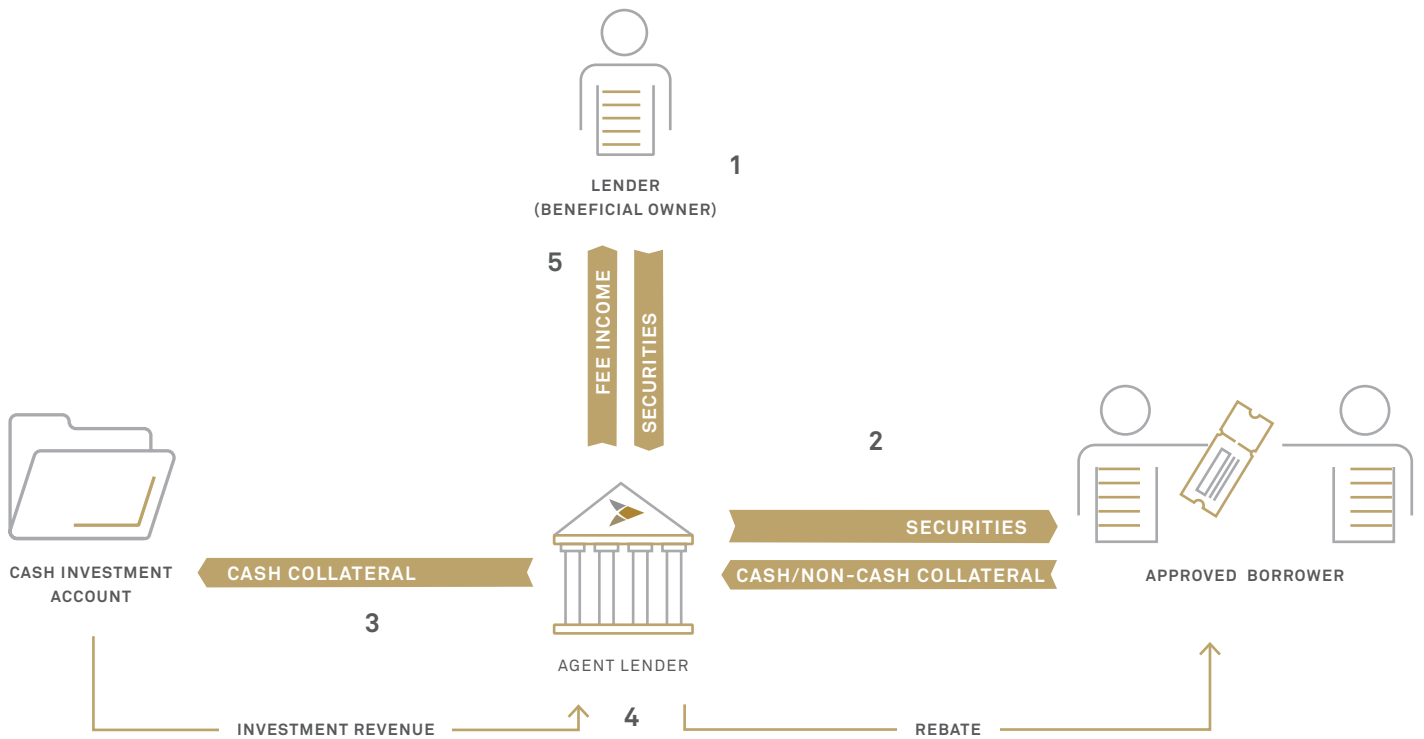 1
LENDER
(BENEFICIAL OWNER)
5
FEE INCOME
SECURITIES
2
SECURITIES
CASH/NON-CASH COLLATERAL
APPROVED BORROWER
CASH COLLATERAL
CASH INVESTMENT
ACCOUNT
3
AGENT LENDER
4
INVESTMENT REVENUE
REBATE